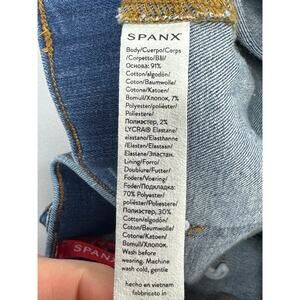 SPANX®
Body/Cuerpo/Corps
/Corpetto/Bål/
Основа: 91%
Cotton/algodón/
Coton/Baumwolle/
Cotone/Katoen/
Bomull/Хлопок, 7%
Polyester/poliéster/
Poliestere/
Полиэстер, 2%
LYCRA® Elastane/
elastano/Elasthanne
/Elastan/Elastaan/
Elastane/Эластан.
Lining/Forro/
Doublure/Futter/
Fodera/Voering/
Foder/Подкладка:
70% Polyester/
poliéster/Poliestere/
Полиэстер, 30%
Cotton/algodón/
Coton/Baumwolle/
Cotone/Katoen/
Bomull/Хлопок
Wash before
wearing. Machine
wash cold, gentle
hecho en vietnam
fabbricato in
SPANX